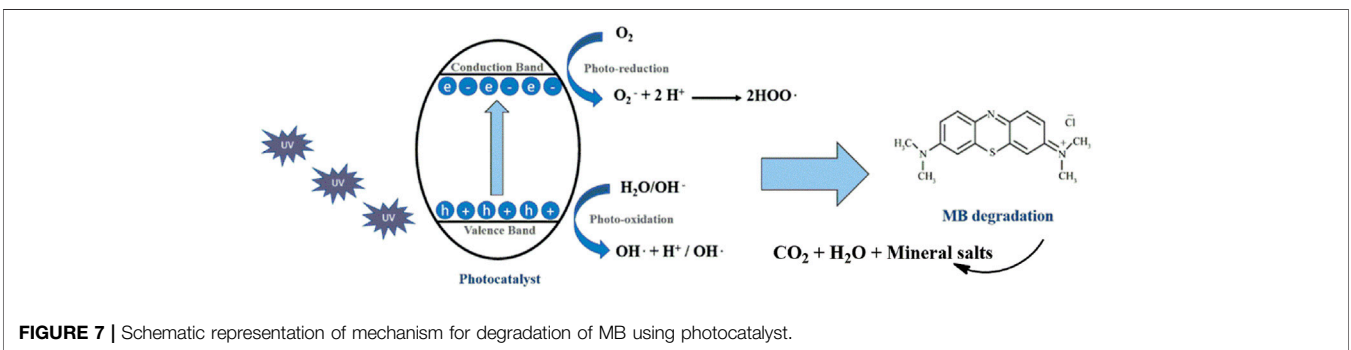 UV
UV
UV
Conduction Band
e - e - e -
h + h + h +
Valence Band
Photocatalyst
O₂
Photo-reduction
O₂⁻ + 2 H⁺ ⟶ 2HOO·
H₂O/OH⁻
Photo-oxidation
OH· + H⁺ / OH·
N
S
H₃C
N
CH₃
Cl⁻
N⁺
CH₃
CH₃
MB degradation
CO₂ + H₂O + Mineral salts
FIGURE 7 | Schematic representation of mechanism for degradation of MB using photocatalyst.